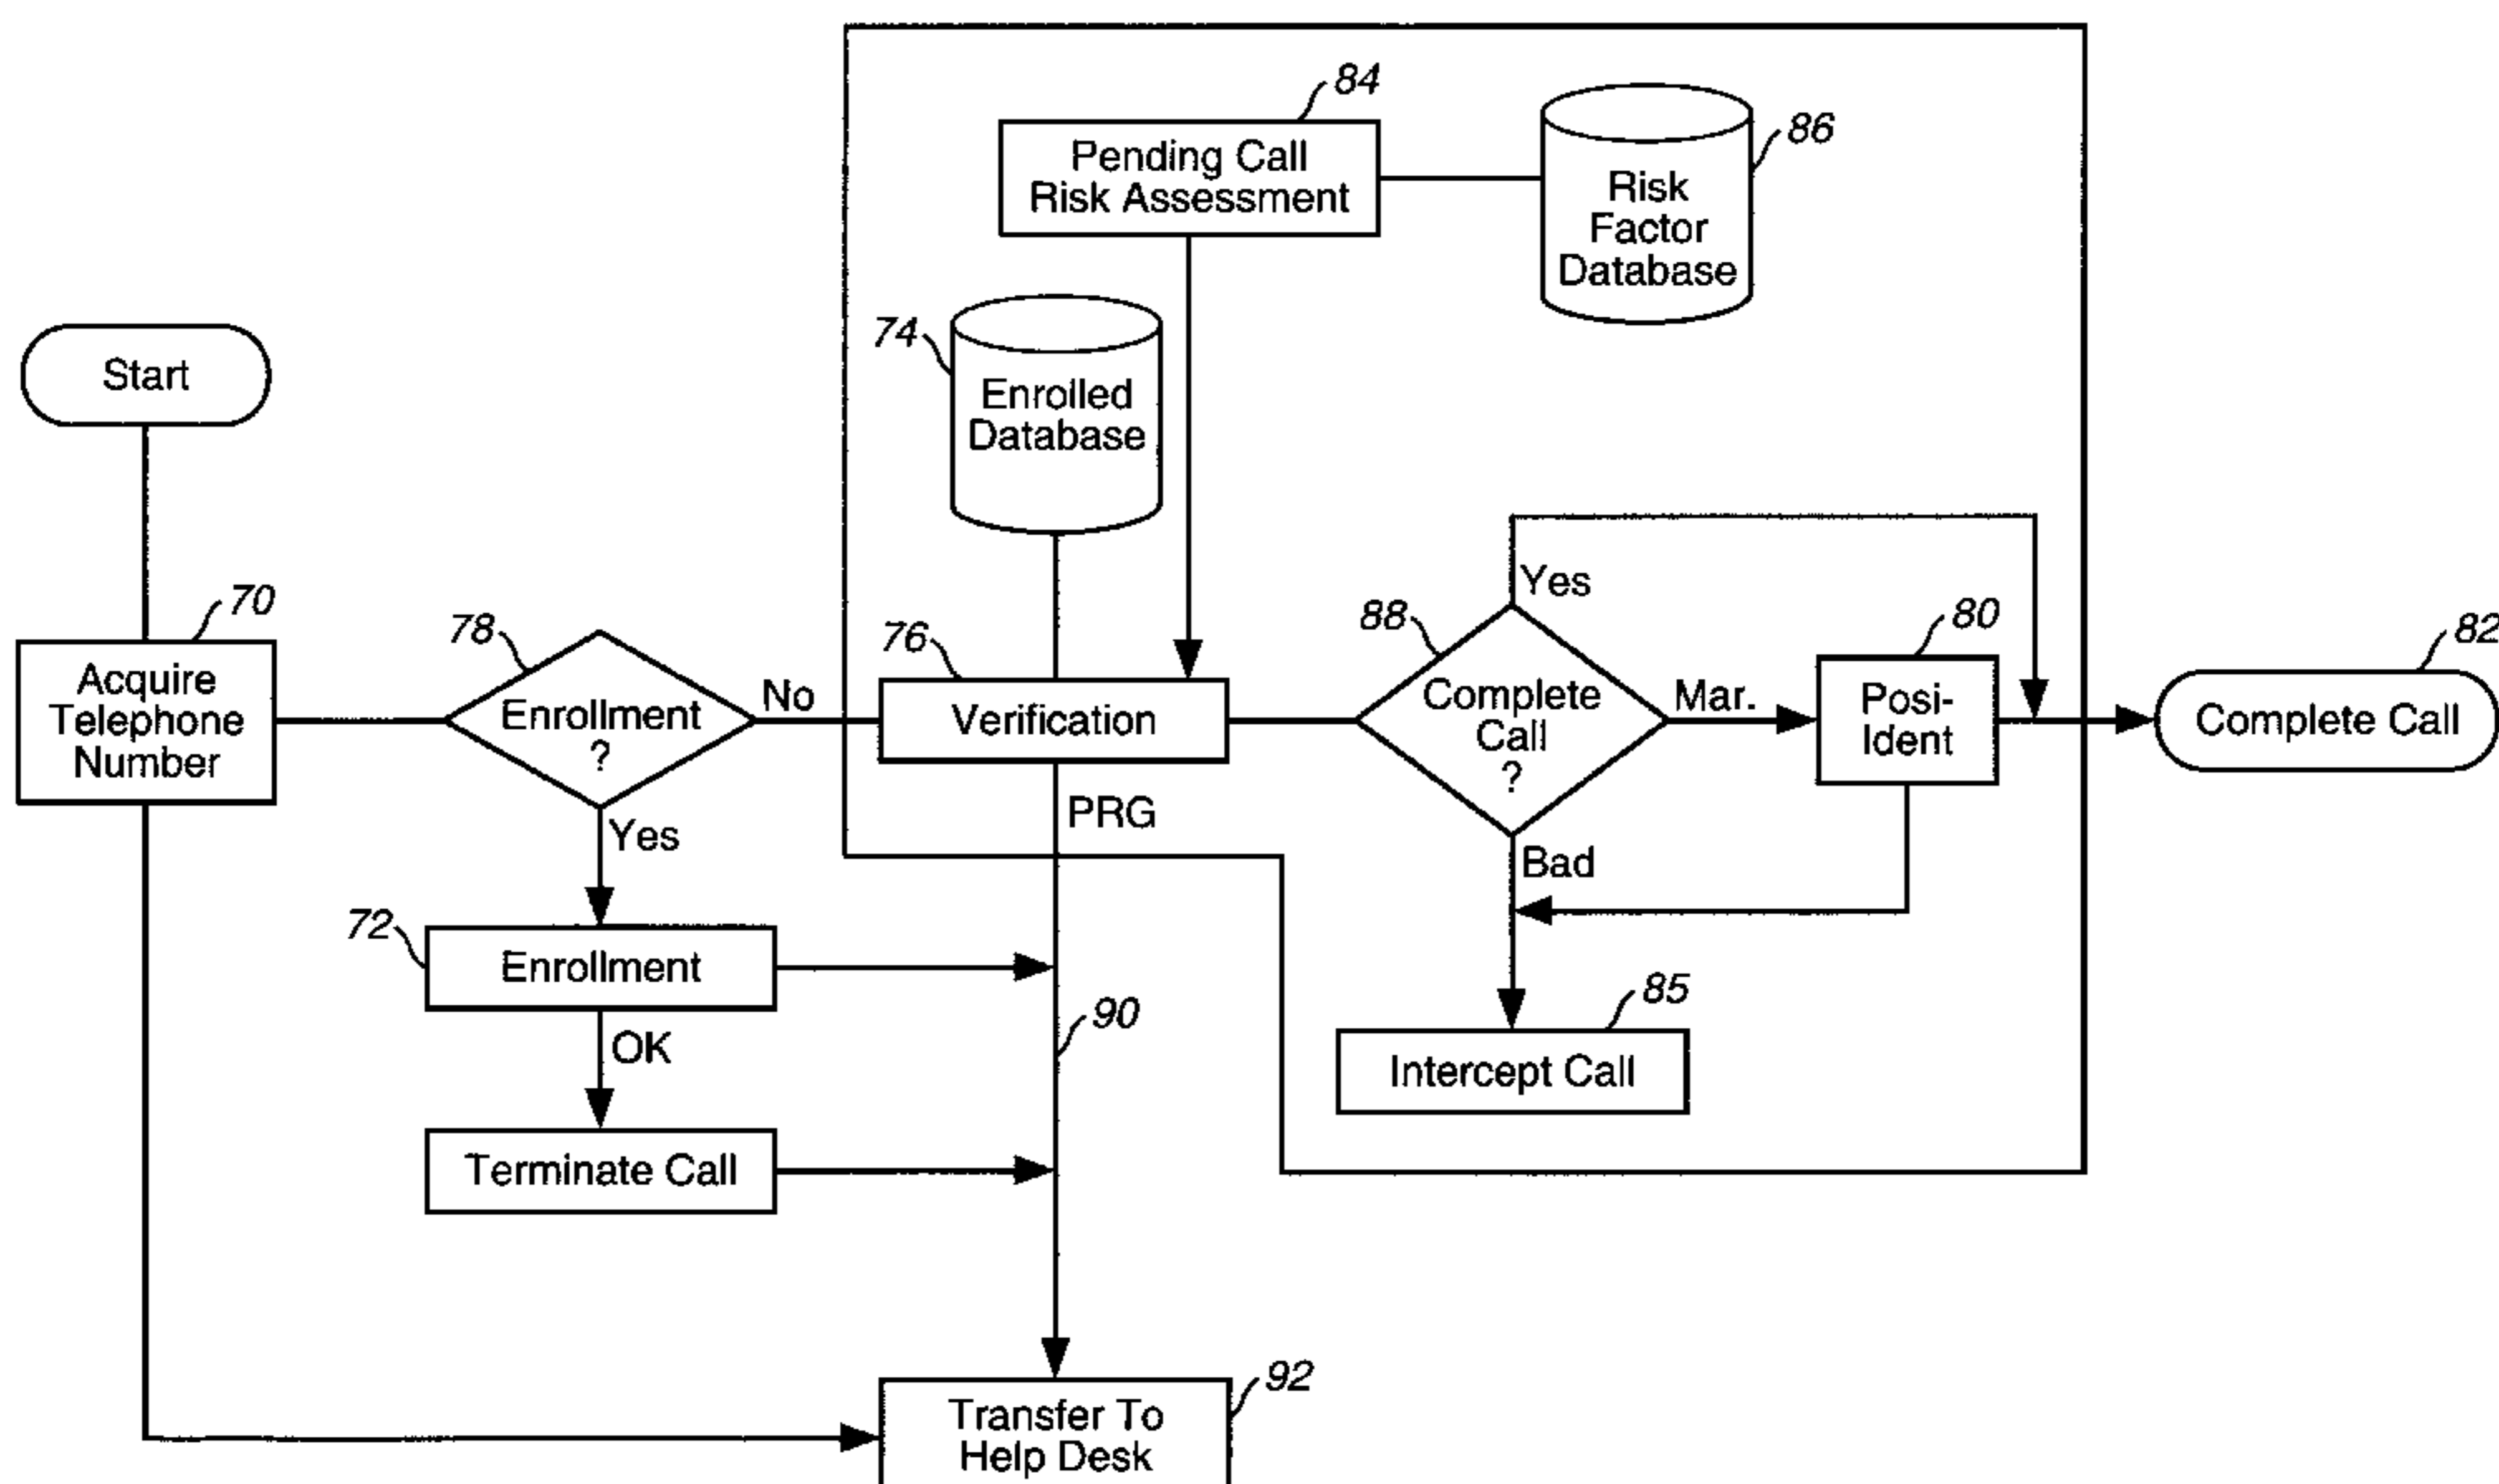 84
Pending Call
Risk Assessment
86
Risk
Factor
Database
74
Enrolled
Database
Start
70
Acquire
Telephone
Number
78
Enrollment
?
No
Yes
76
Verification
PRG
88
Complete
Call
?
Yes
Mar.
Bad
80
Posi-
Ident
82
Complete Call
72
Enrollment
OK
90
85
Intercept Call
Terminate Call
92
Transfer To
Help Desk